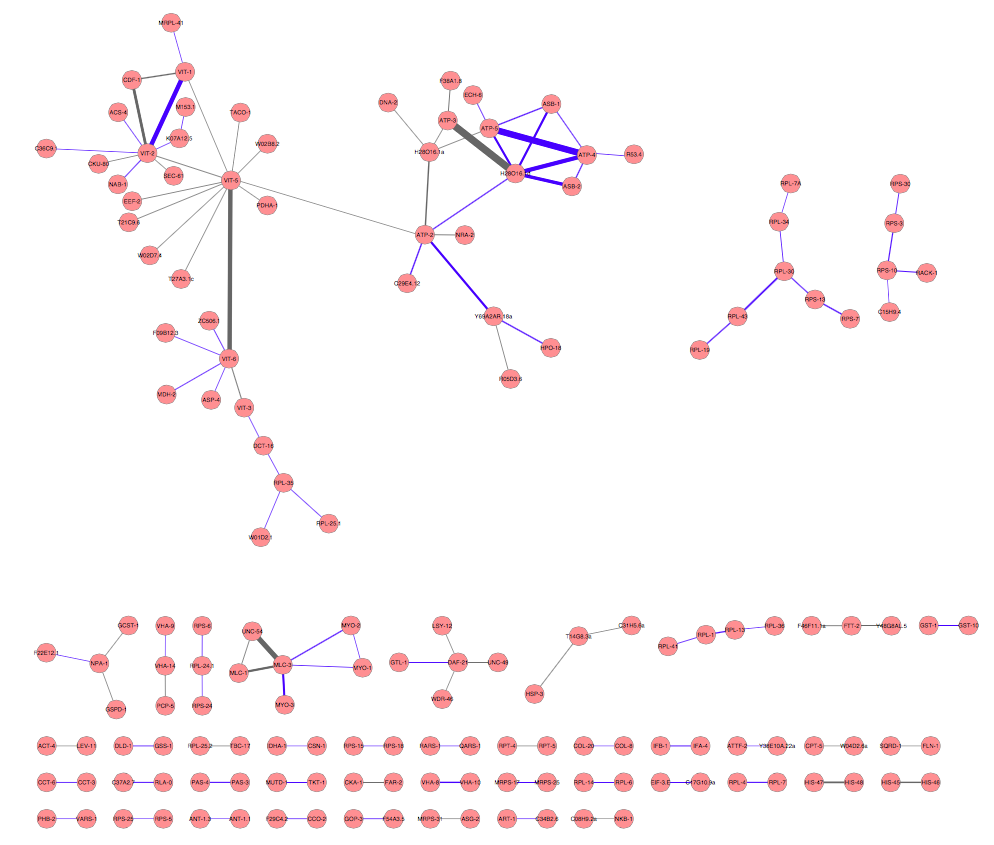 MRPL-41
VIT-1
CDF-1
F38A1.8
ECH-6
ASB-1
DNA-2
ACS-4
M153.1
TACO-1
ATP-3
ATP-5
K07A12.5
W02B8.2
C36C9.1
VIT-2
H28O16.1a
ATP-4
R53.4
CKU-80
SEC-61
NAB-1
ASB-2
VIT-5
EEF-2
PDHA-1
T21C9.6
ATP-2
NRA-2
W02D7.4
T27A3.1c
C29E4.12
RPL-7A
RPS-30
RPL-34
RPS-3
RPL-30
RPS-10
RACK-1
RPS-13
C15H9.4
RPL-43
RPS-7
RPL-19
Y69A2AR.18a
HPO-18
R05D3.6
ZC506.1
F09B12.3
VIT-6
MDH-2
ASP-4
VIT-3
DCT-16
RPL-35
RPL-25.1
W01D2.1
GCST-1
F22E12.1
NPA-1
GSPD-1
VHA-9
VHA-14
PCP-5
RPS-6
RPL-24.1
RPS-24
UNC-54
MYO-2
MLC-3
MLC-1
MYO-1
MYO-3
LSY-12
GTL-1
DAF-21
UNC-49
WDR-46
C31H5.6a
T14G8.3a
HSP-3
RPL-41
RPL-1
RPL-13
RPL-36
F46F11.1a
FTT-2
Y48G8AL.5
GST-1
GST-10
ACT-4 LEV-11 DLD-1 GSS-1 RPL-25.2 TBC-17 IDHA-1 CSN-1 RPS-15 RPS-18 RARS-1 QARS-1 RPT-4 RPT-5 COL-20 COL-8 IFB-1 IFA-4 ATTF-2 Y38E10A.22a CPT-5 W04D2.6a SQRD-1 FLN-1
CCT-6 CCT-3 C37A2.7 RLA-0 PAS-4 PAS-3 MUTD-1 TKT-1 CKA-1 FAR-2 VHA-8 VHA-10 MRPS-17 MRPS-25 RPL-14 RPL-6 EIF-3.E C17G10.9a RPL-4 RPL-7 HIS-47 HIS-48 HIS-45 HIS-46
PHB-2 VARS-1 RPS-25 RPS-5 ANT-1.3 ANT-1.1 F29C4.2 CCO-2 GOP-3 F54A3.5 MRPS-31 ASG-2 ART-1 C34B2.8 C08H9.2a NKB-1